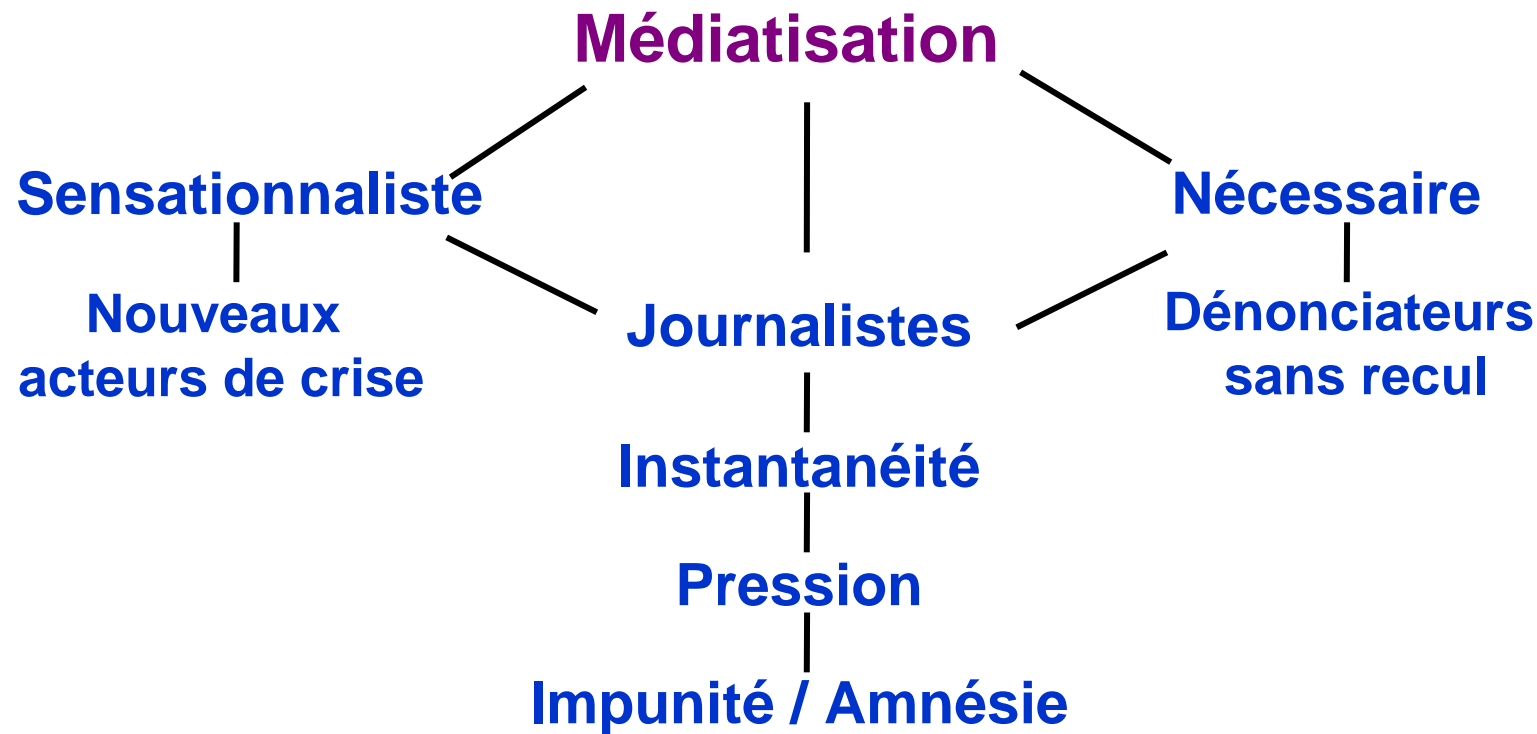 Médiatisation
Sensationnaliste
Nécessaire
Nouveaux
acteurs de crise
Journalistes
Dénonciateurs
sans recul
Instantanéité
Pression
Impunité / Amnésie